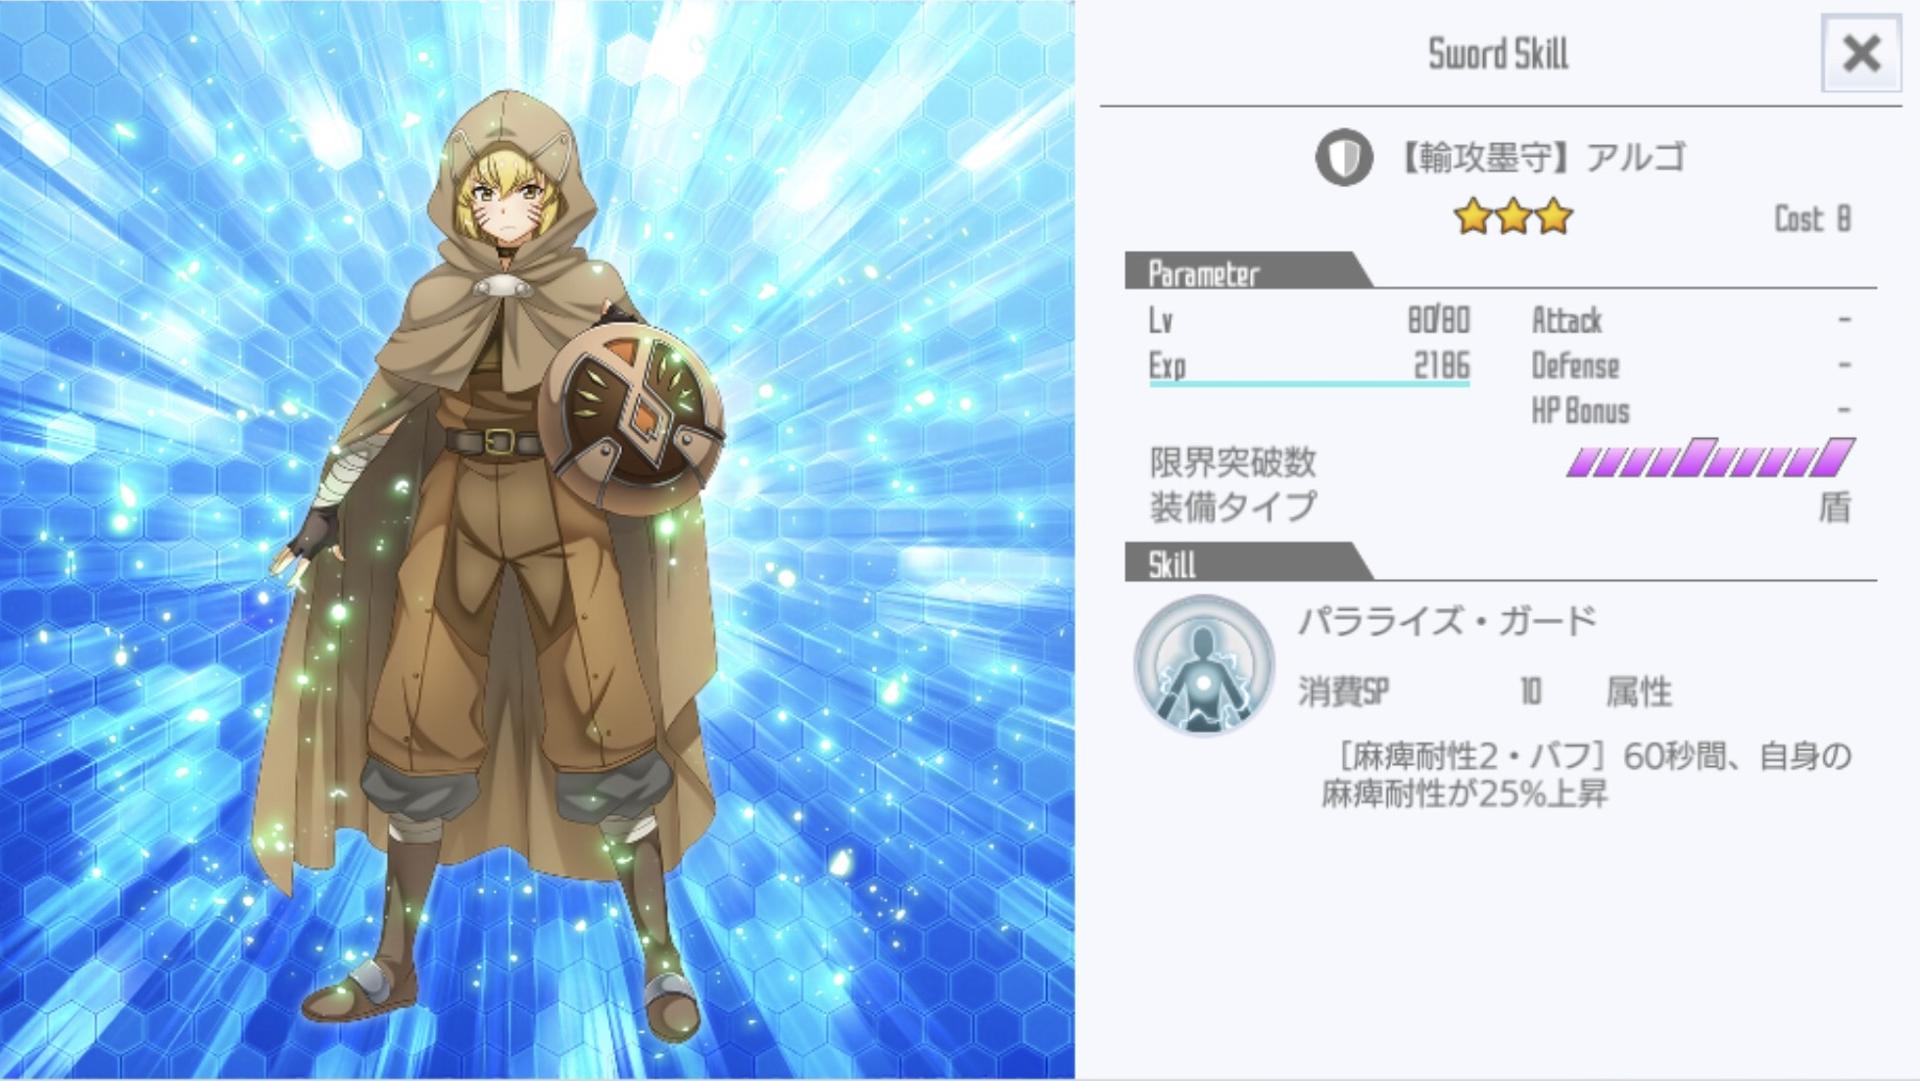 Sword Skill
【輸攻墨守】アルゴ
Cost 8
Parameter
Lv 80/80 Attack -
Exp 2186 Defense -
HP Bonus -
限界突破数
装備タイプ 盾
Skill
パラライズ・ガード
消費SP 10 属性
［麻痺耐性2・バフ］60秒間、自身の
麻痺耐性が25%上昇